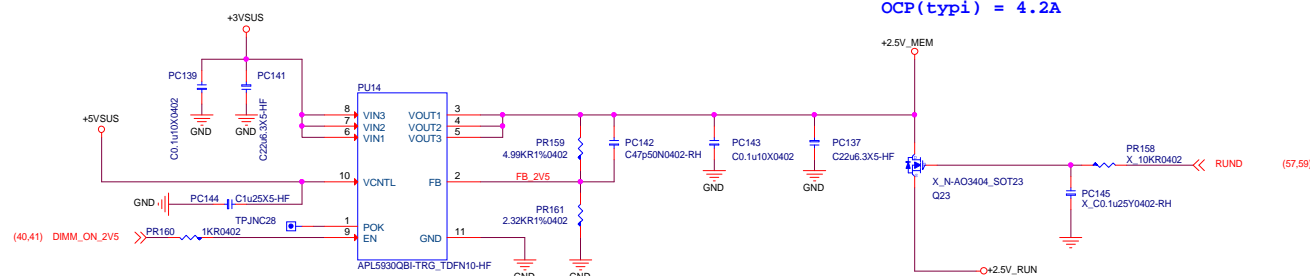 OCP(typi) = 4.2A
+3VSUS
+2.5V_MEM
PC139
PC141
C0.1u10X0402
C22u6.3X5-HF
GND
GND
PU14
+5VSUS
8 VIN3 VOUT1 3
7 VIN2 VOUT2 4
6 VIN1 VOUT3 5
10 VCNTL FB 2
1 POK
9 EN GND 11
APL5930QBI-TRG_TDFN10-HF
PR159
4.99KR1%0402
PC142
C47p50N0402-RH
PC143
C0.1u10X0402
GND
PC137
C22u6.3X5-HF
GND
FB_2V5
PR161
2.32KR1%0402
GND
GND
GND PC144 C1u25X5-HF
TPJNC28
(40,41) DIMM_ON_2V5 PR160 1KR0402
X_N-AO3404_SOT23
Q23
PR158
X_10KR0402
RUND (57,59)
PC145
X_C0.1u25Y0402-RH
+2.5V_RUN